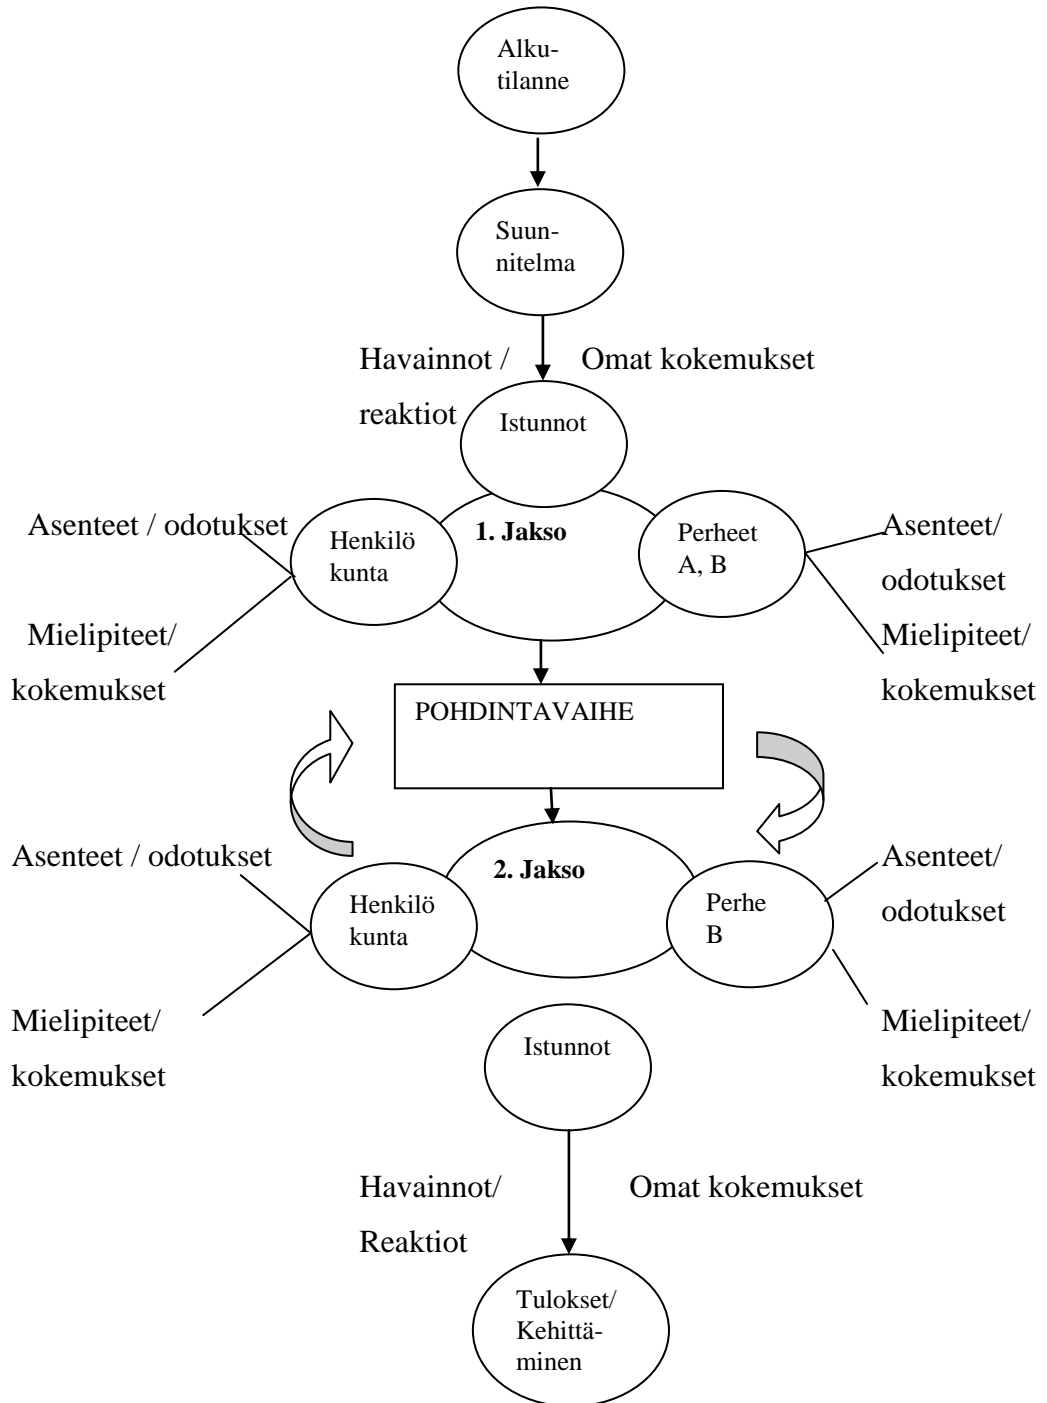 Alku-
tilanne
Suun-
nitelma
Havainnot /
reaktiot
Omat kokemukset
Istunnot
Asenteet / odotukset
Mielipiteet/
kokemukset
Henkilö
kunta
1. Jakso
Perheet
A, B
Asenteet/
odotukset
Mielipiteet/
kokemukset
POHDINTAVAIHE
Asenteet / odotukset
Mielipiteet/
kokemukset
Henkilö
kunta
2. Jakso
Perhe
B
Asenteet/
odotukset
Mielipiteet/
kokemukset
Istunnot
Havainnot/
Reaktiot
Omat kokemukset
Tulokset/
Kehittä-
minen